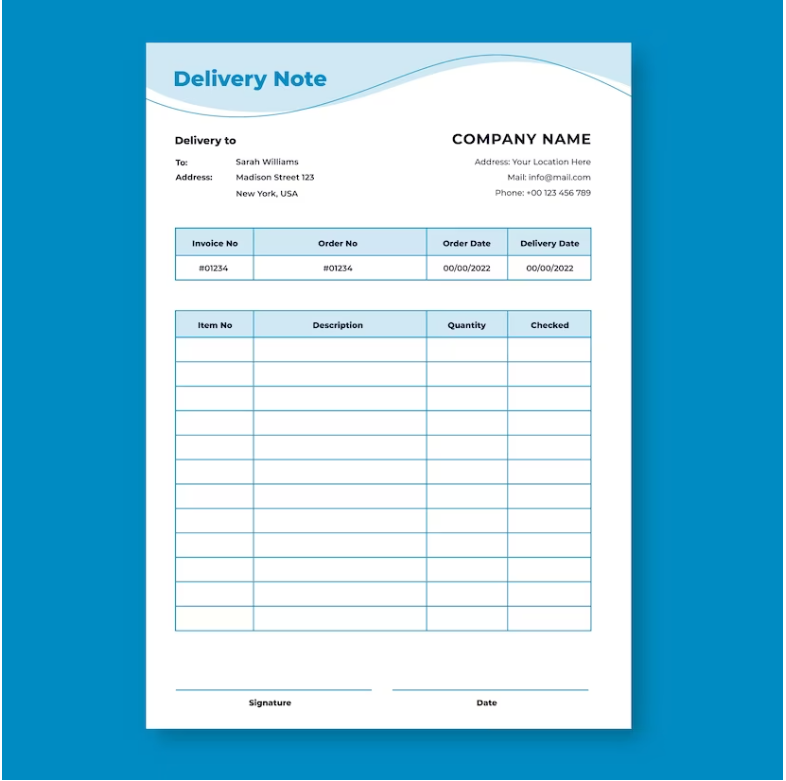 Delivery Note
Delivery to
To: Sarah Williams
Address: Madison Street 123
New York, USA
COMPANY NAME
Address: Your Location Here
Mail: info@mail.com
Phone: +00 123 456 789
Invoice No Order No Order Date Delivery Date
#01234 #01234 00/00/2022 00/00/2022
Item No Description Quantity Checked
Signature Date